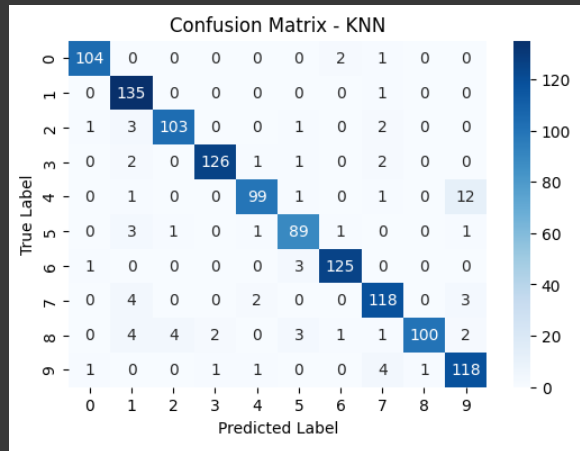 Confusion Matrix - KNN
True Label
0 104 0 0 0 0 0 2 1 0 0
1 0 135 0 0 0 0 0 1 0 0
2 1 3 103 0 0 1 0 2 0 0
3 0 2 0 126 1 1 0 2 0 0
4 0 1 0 0 99 1 0 1 0 12
5 0 3 1 0 1 89 1 0 0 1
6 1 0 0 0 0 3 125 0 0 0
7 0 4 0 0 2 0 0 118 0 3
8 0 4 4 2 0 3 1 1 100 2
9 1 0 0 1 1 0 0 4 1 118
0 1 2 3 4 5 6 7 8 9
Predicted Label
120
100
80
60
40
20
0